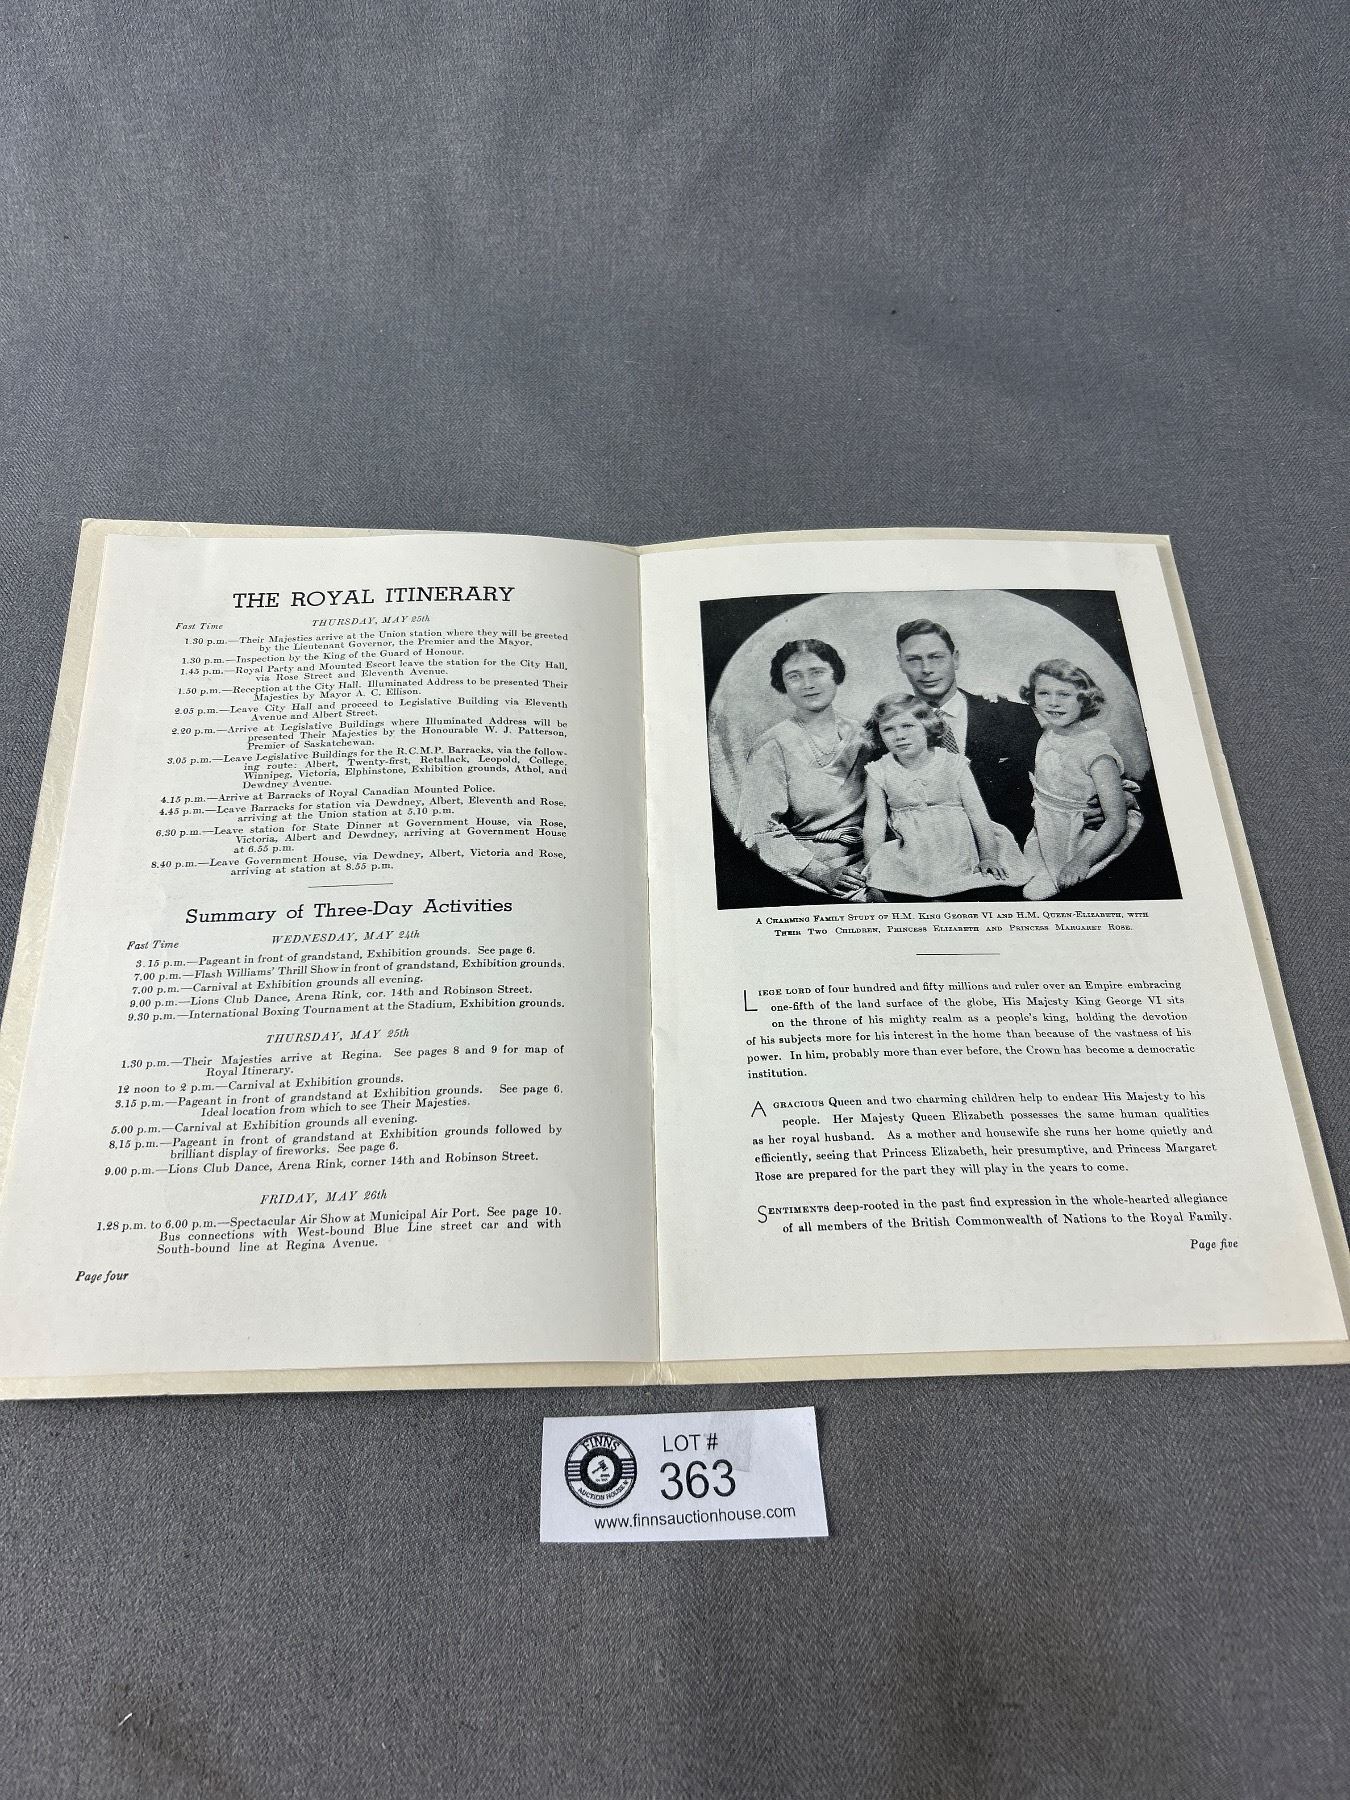 THE ROYAL ITINERARY
Fast Time
THURSDAY, MAY 25th
1.30 p.m.—Their Majesties arrive at the Union station where they will be greeted
by the Lieutenant Governor, the Premier and the Mayor.
1.30 p.m.—Inspection by the King of the Guard of Honour.
1.45 p.m.—Royal Party and Mounted Escort leave the station for the City Hall,
via Rose Street and Eleventh Avenue.
1.50 p.m.—Reception at the City Hall. Illuminated Address to be presented Their
Majesties by Mayor A. C. Ellison.
2.05 p.m.—Leave City Hall and proceed to Legislative Building via Eleventh
Avenue and Albert Street.
2.20 p.m.—Arrive at Legislative Buildings where Illuminated Address will be
presented Their Majesties by the Honourable W. J. Patterson,
Premier of Saskatchewan.
3.05 p.m.—Leave Legislative Buildings for the R.C.M.P. Barracks, via the follow-
ing route: Albert, Twenty-first, Retallack, Leopold, College,
Winnipeg, Victoria, Elphinstone, Exhibition grounds, Athol, and
Dewdney Avenue.
4.15 p.m.—Arrive at Barracks of Royal Canadian Mounted Police.
4.45 p.m.—Leave Barracks for station via Dewdney, Albert, Eleventh and Rose,
arriving at the Union station at 5.10 p.m.
6.30 p.m.—Leave station for State Dinner at Government House, via Rose,
Victoria, Albert and Dewdney, arriving at Government House
at 6.55 p.m.
8.40 p.m.—Leave Government House, via Dewdney, Albert, Victoria and Rose,
arriving at station at 8.55 p.m.
Summary of Three-Day Activities
Fast Time
WEDNESDAY, MAY 24th
3.15 p.m.—Pageant in front of grandstand, Exhibition grounds. See page 6.
7.00 p.m.—Flash Williams' Thrill Show in front of grandstand, Exhibition grounds.
7.00 p.m.—Carnival at Exhibition grounds all evening.
9.00 p.m.—Lions Club Dance, Arena Rink, cor. 14th and Robinson Street.
9.30 p.m.—International Boxing Tournament at the Stadium, Exhibition grounds.
THURSDAY, MAY 25th
1.30 p.m.—Their Majesties arrive at Regina. See pages 8 and 9 for map of
Royal Itinerary.
12 noon to 2 p.m.—Carnival at Exhibition grounds.
3.15 p.m.—Pageant in front of grandstand at Exhibition grounds. See page 6.
Ideal location from which to see Their Majesties.
5.00 p.m.—Carnival at Exhibition grounds all evening.
8.15 p.m.—Pageant in front of grandstand at Exhibition grounds followed by
brilliant display of fireworks. See page 6.
9.00 p.m.—Lions Club Dance, Arena Rink, corner 14th and Robinson Street.
FRIDAY, MAY 26th
1.28 p.m. to 6.00 p.m.—Spectacular Air Show at Municipal Air Port. See page 10.
Bus connections with West-bound Blue Line street car and with
South-bound line at Regina Avenue.
Page four
A Charming Family Study of H.M. King George VI and H.M. Queen-Elizabeth, with
Their Two Children, Princess Elizabeth and Princess Margaret Rose.
LIEGE LORD of four hundred and fifty millions and ruler over an Empire embracing
one-fifth of the land surface of the globe, His Majesty King George VI sits
on the throne of his mighty realm as a people's king, holding the devotion
of his subjects more for his interest in the home than because of the vastness of his
power. In him, probably more than ever before, the Crown has become a democratic
institution.
A GRACIOUS Queen and two charming children help to endear His Majesty to his
people. Her Majesty Queen Elizabeth possesses the same human qualities
as her royal husband. As a mother and housewife she runs her home quietly and
efficiently, seeing that Princess Elizabeth, heir presumptive, and Princess Margaret
Rose are prepared for the part they will play in the years to come.
SENTIMENTS deep-rooted in the past find expression in the whole-hearted allegiance
of all members of the British Commonwealth of Nations to the Royal Family.
Page five
FINNS
AUCTION HOUSE
LOT #
363
www.finnsauctionhouse.com